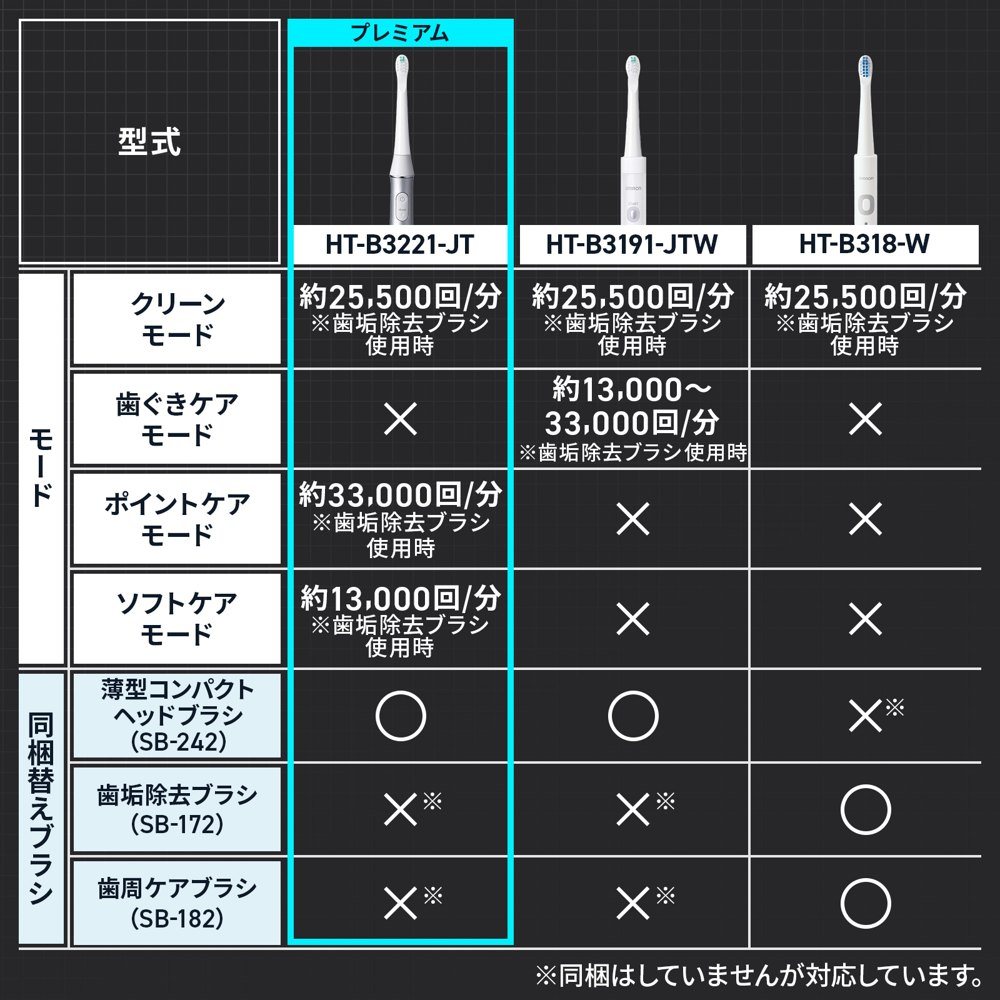 プレミアム
型式
OMRON
OMRON
HT-B3221-JT
HT-B3191-JTW
HT-B318-W
モード
クリーン
モード
約25,500回/分
※歯垢除去ブラシ
使用時
約25,500回/分
※歯垢除去ブラシ
使用時
約25,500回/分
※歯垢除去ブラシ
使用時
歯ぐきケア
モード
×
約13,000〜
33,000回/分
※歯垢除去ブラシ使用時
×
ポイントケア
モード
約33,000回/分
※歯垢除去ブラシ
使用時
×
×
ソフトケア
モード
約13,000回/分
※歯垢除去ブラシ
使用時
×
×
同梱替えブラシ
薄型コンパクト
ヘッドブラシ
（SB-242）
○
○
×※
歯垢除去ブラシ
（SB-172）
×※
×※
○
歯周ケアブラシ
（SB-182）
×※
×※
○
※同梱はしていませんが対応しています。